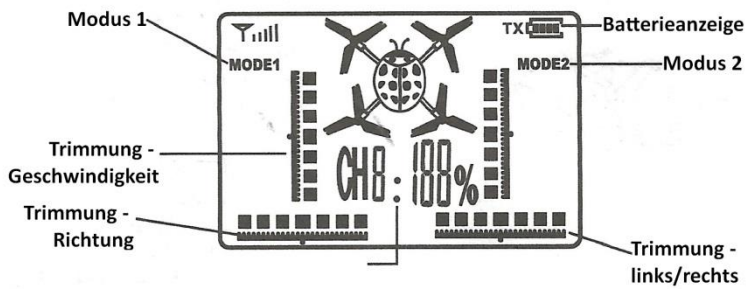 Modus 1
Batterieanzeige
TX
MODE1
MODE2
Modus 2
Trimmung -
Geschwindigkeit
CH8:188%
Trimmung -
Richtung
Trimmung -
links/rechts